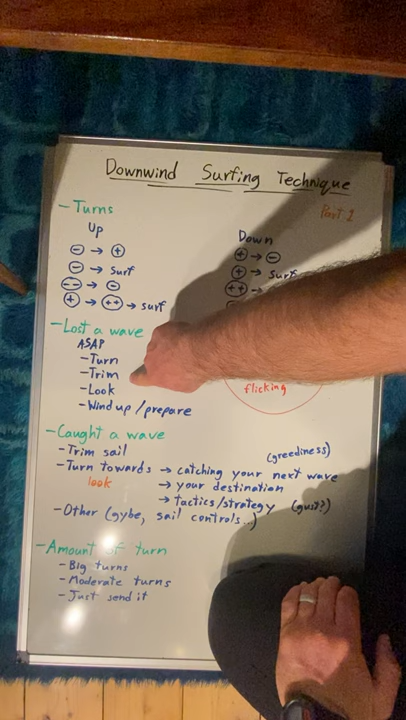 Downwind Surfing Technique
Part 1
- Turns
Up
⊖ → ⊕
⊖ → surf
(--) → ⊖
⊕ → (++) → surf
Down
⊕ → ⊖
⊕ → surf
(++) →
- Lost a wave
ASAP
- Turn
- Trim
- Look
- Wind up / prepare
flicking
- Caught a wave
- Trim sail
(greediness)
- Turn towards → catching your next wave
look → your destination
→ tactics/strategy (gust?)
- Other (gybe, sail controls...)
- Amount of turn
- Big turns
- Moderate turns
- Just send it